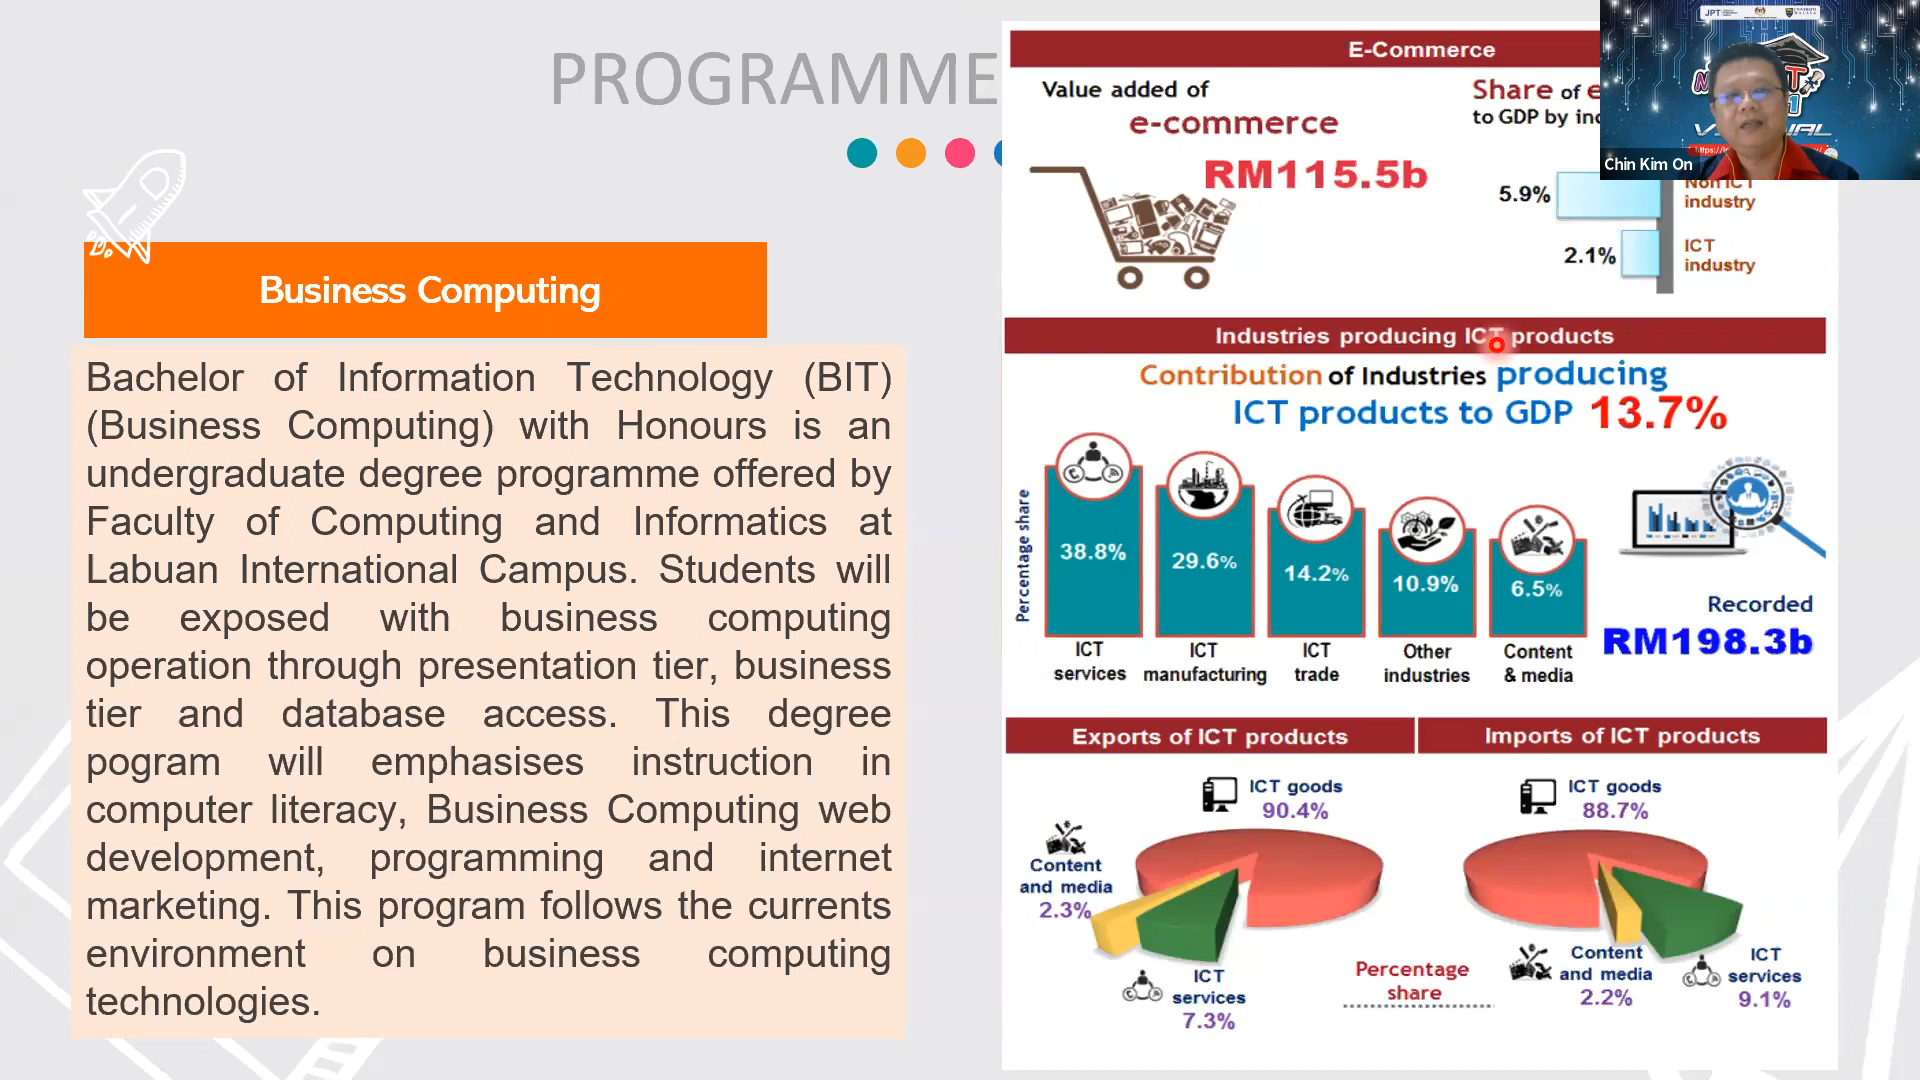 PROGRAMME
Business Computing
Bachelor of Information Technology (BIT)
(Business Computing) with Honours is an
undergraduate degree programme offered by
Faculty of Computing and Informatics at
Labuan International Campus. Students will
be exposed with business computing
operation through presentation tier, business
tier and database access. This degree
pogram will emphasises instruction in
computer literacy, Business Computing web
development, programming and internet
marketing. This program follows the currents
environment on business computing
technologies.
E-Commerce
Value added of
e-commerce
RM115.5b
Share of
to GDP by
5.9%
Non ICT
industry
2.1%
ICT
industry
JPT
Chin Kim On
Industries producing ICT products
Contribution of Industries producing
ICT products to GDP 13.7%
Percentage share
38.8%
29.6%
14.2%
10.9%
6.5%
ICT
services
ICT
manufacturing
ICT
trade
Other
industries
Content
& media
Recorded
RM198.3b
Exports of ICT products
ICT goods
90.4%
Content
and media
2.3%
ICT
services
7.3%
Percentage
share
Imports of ICT products
ICT goods
88.7%
Content
and media
2.2%
ICT
services
9.1%